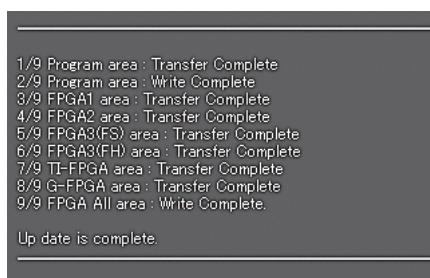 1/9 Program area : Transfer Complete
2/9 Program area : Write Complete
3/9 FPGA1 area : Transfer Complete
4/9 FPGA2 area : Transfer Complete
5/9 FPGA3(FS) area : Transfer Complete
6/9 FPGA3(FH) area : Transfer Complete
7/9 TI-FPGA area : Transfer Complete
8/9 G-FPGA area : Transfer Complete
9/9 FPGA All area : Write Complete.
Up date is complete.